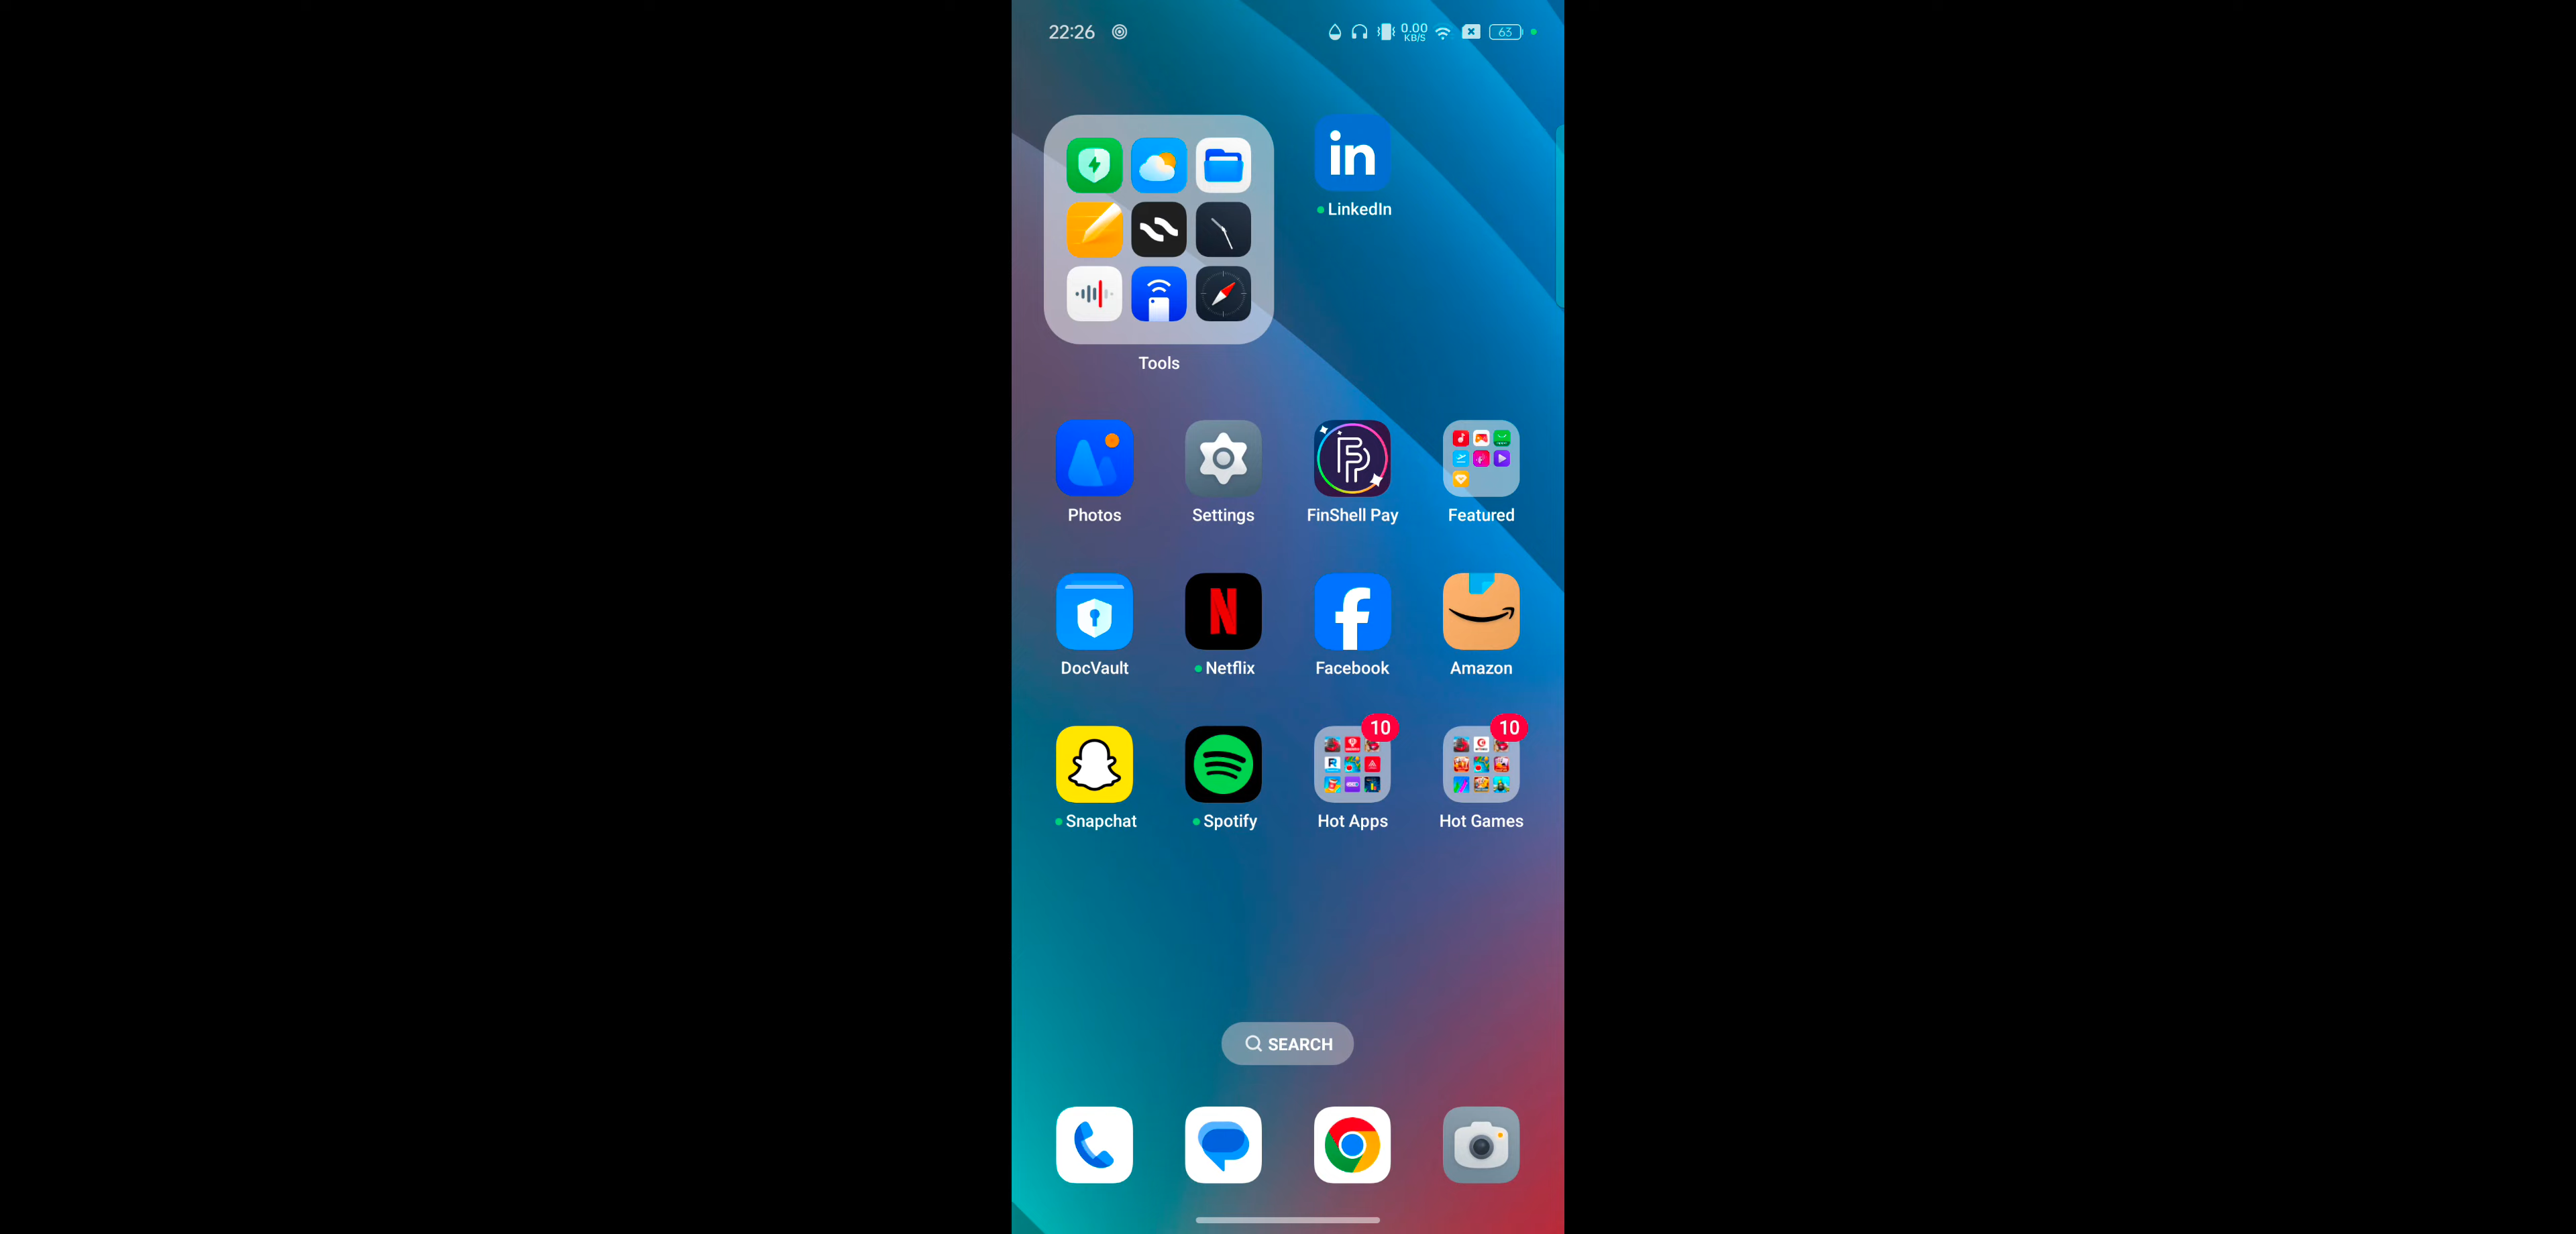 22:26
0.00
KB/S
63
in
LinkedIn
Tools
Photos
Settings
FinShell Pay
Featured
DocVault
Netflix
Facebook
Amazon
Snapchat
Spotify
10
Hot Apps
10
Hot Games
SEARCH